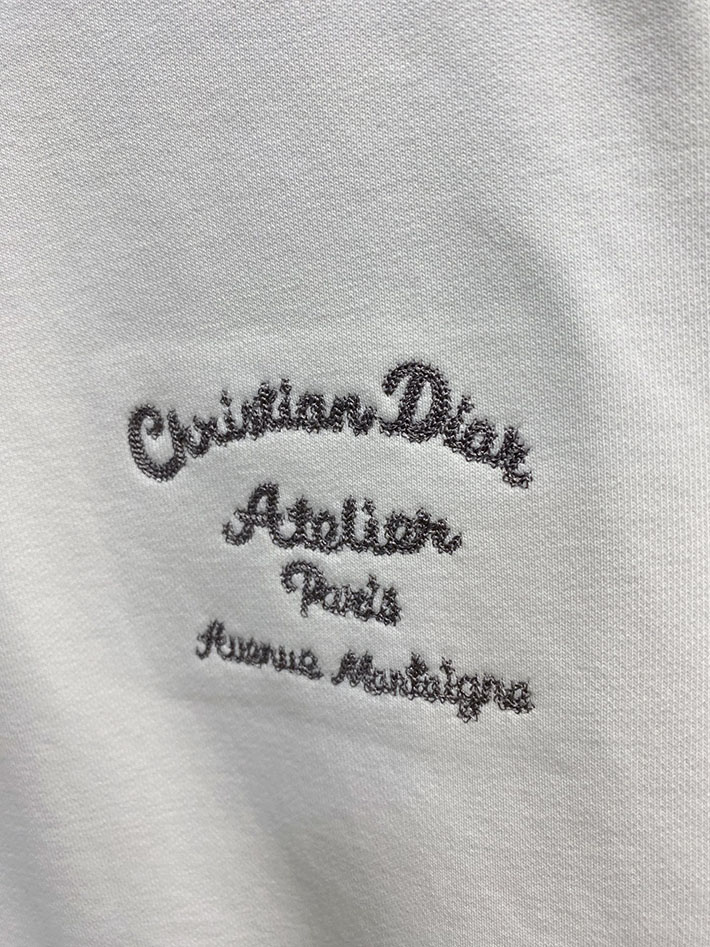 Christian Dior
Atelier
Paris
Avenue Montaigne